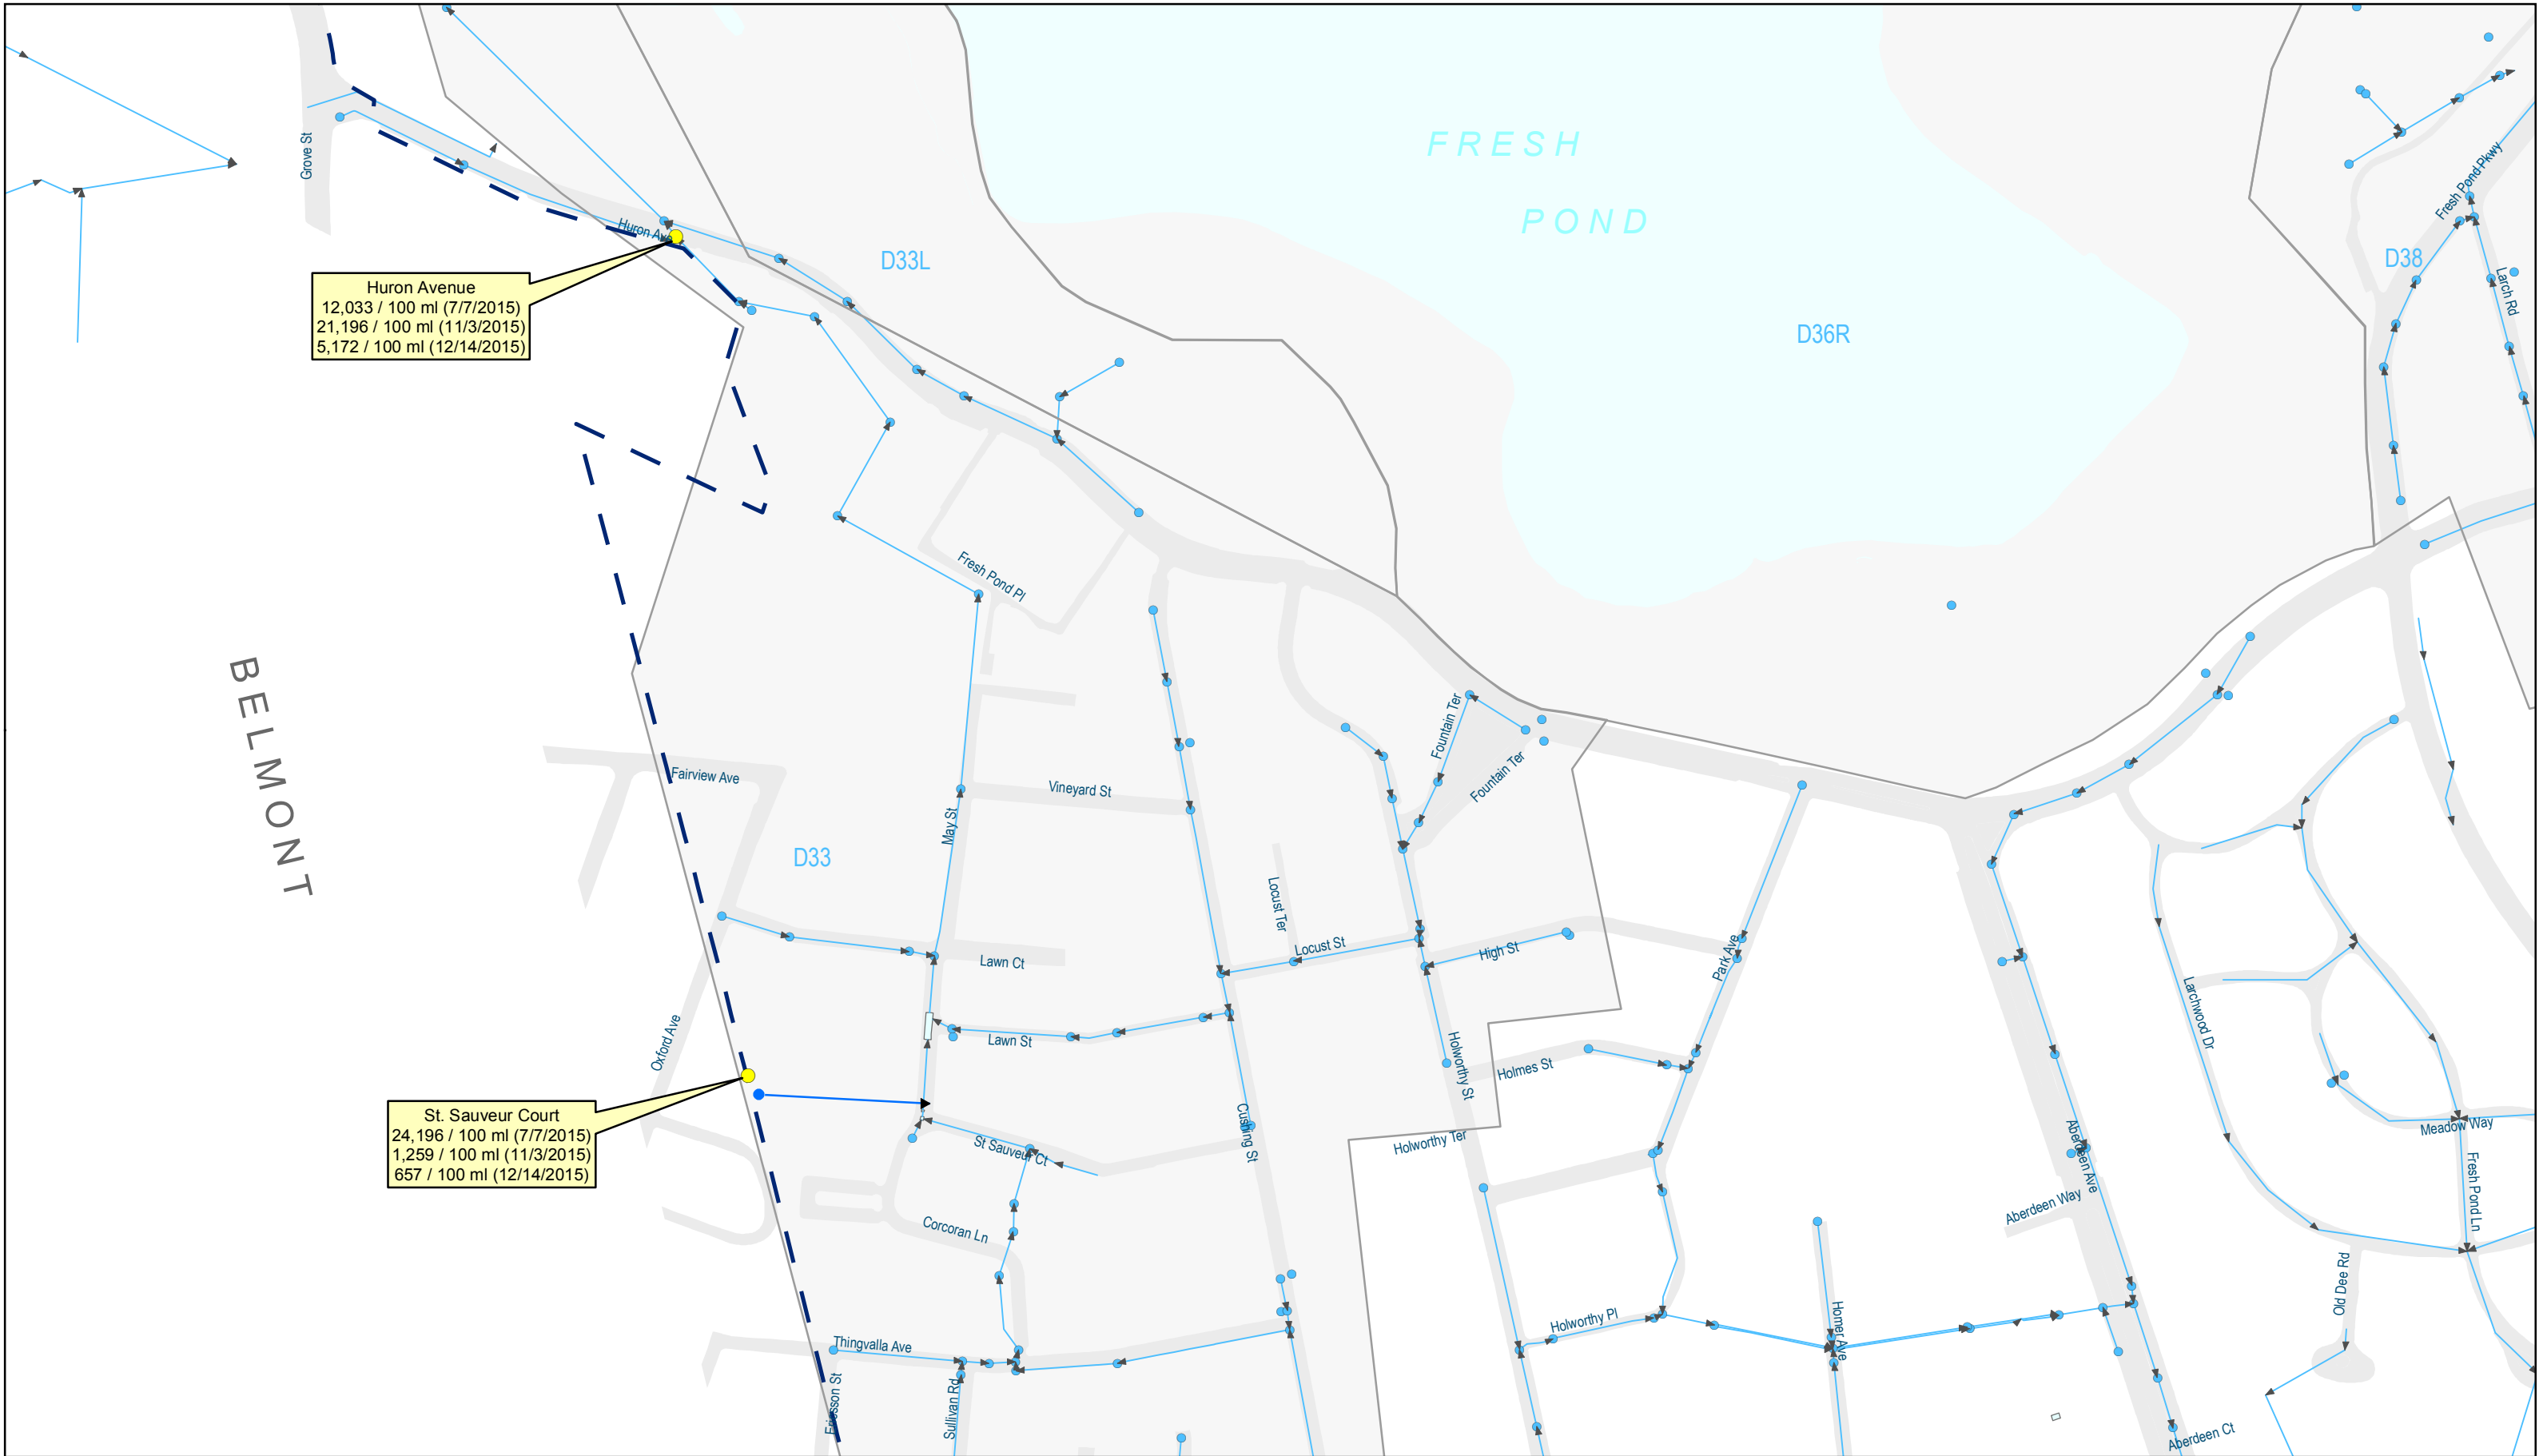 FRESH
POND
Fresh Pond Pkwy
Grove St
Huron Ave
D33L
D38
Larch Rd
Huron Avenue
12,033 / 100 ml (7/7/2015)
21,196 / 100 ml (11/3/2015)
5,172 / 100 ml (12/14/2015)
D36R
Fresh Pond Pl
BELMONT
Fountain Ter
Fairview Ave
Fountain Ter
Vineyard St
May St
D33
Locust Ter
Locust St
High St
Park Ave
Lawn Ct
Larchwood Dr
Oxford Ave
Lawn St
Holworthy St
Holmes St
St. Sauveur Court
24,196 / 100 ml (7/7/2015)
1,259 / 100 ml (11/3/2015)
657 / 100 ml (12/14/2015)
Cushing St
St Sauveur Ct
Holworthy Ter
Aberdeen Ave
Meadow Way
Fresh Pond Ln
Aberdeen Way
Corcoran Ln
Old Dee Rd
Holworthy Pl
Homer Ave
Thingvalla Ave
Ericsson St
Sullivan Rd
Aberdeen Ct